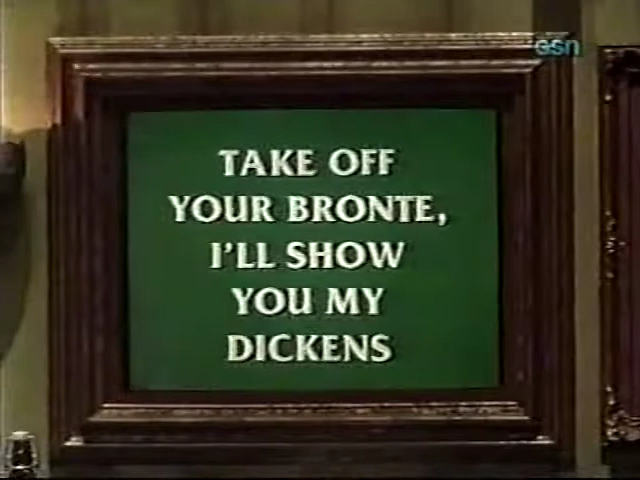 gsn
TAKE OFF
YOUR BRONTE,
I'LL SHOW
YOU MY
DICKENS